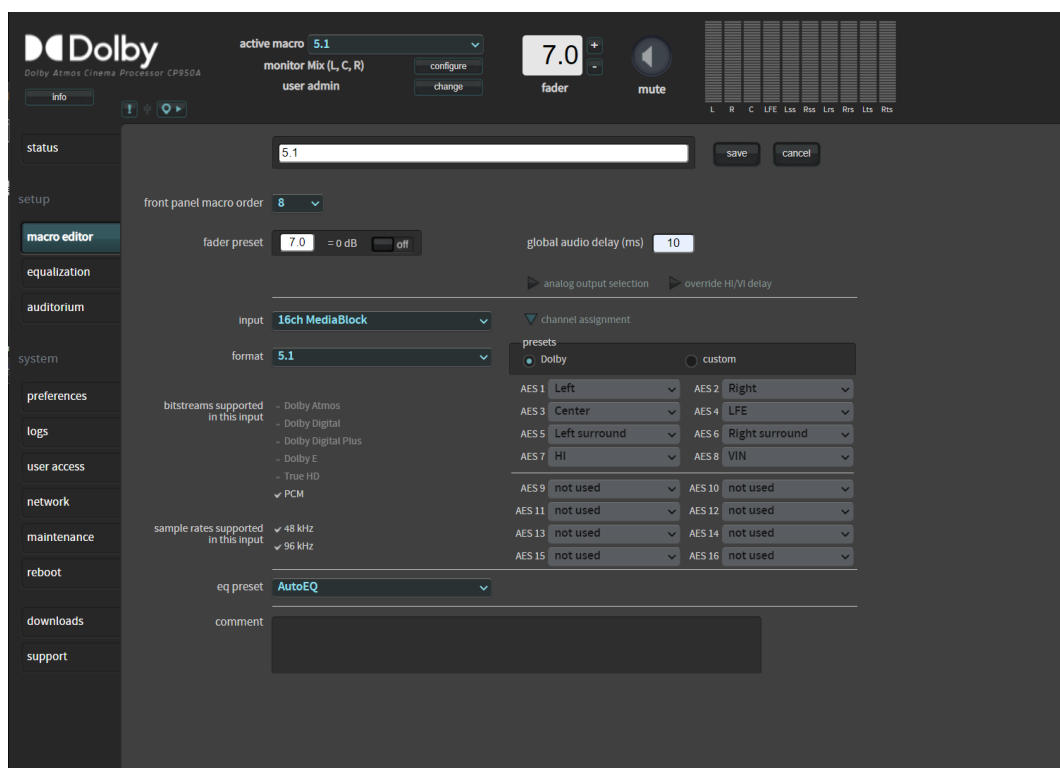 Dolby
Dolby Atmos Cinema Processor CP950A
info
active macro 5.1
monitor Mix (L, C, R) configure
user admin change
7.0 + -
fader
mute
L R C LFE Lss Rss Lrs Rrs Lts Rts
status
setup
macro editor
equalization
auditorium
system
preferences
logs
user access
network
maintenance
reboot
downloads
support
5.1 save cancel
front panel macro order 8
fader preset 7.0 = 0 dB off
global audio delay (ms) 10
analog output selection override HI/VI delay
input 16ch MediaBlock
channel assignment
format 5.1
presets
Dolby custom
bitstreams supported
in this input
- Dolby Atmos
- Dolby Digital
- Dolby Digital Plus
- Dolby E
- True HD
PCM
sample rates supported
in this input
48 kHz
96 kHz
AES 1 Left AES 2 Right
AES 3 Center AES 4 LFE
AES 5 Left surround AES 6 Right surround
AES 7 HI AES 8 VIN
AES 9 not used AES 10 not used
AES 11 not used AES 12 not used
AES 13 not used AES 14 not used
AES 15 not used AES 16 not used
eq preset AutoEQ
comment